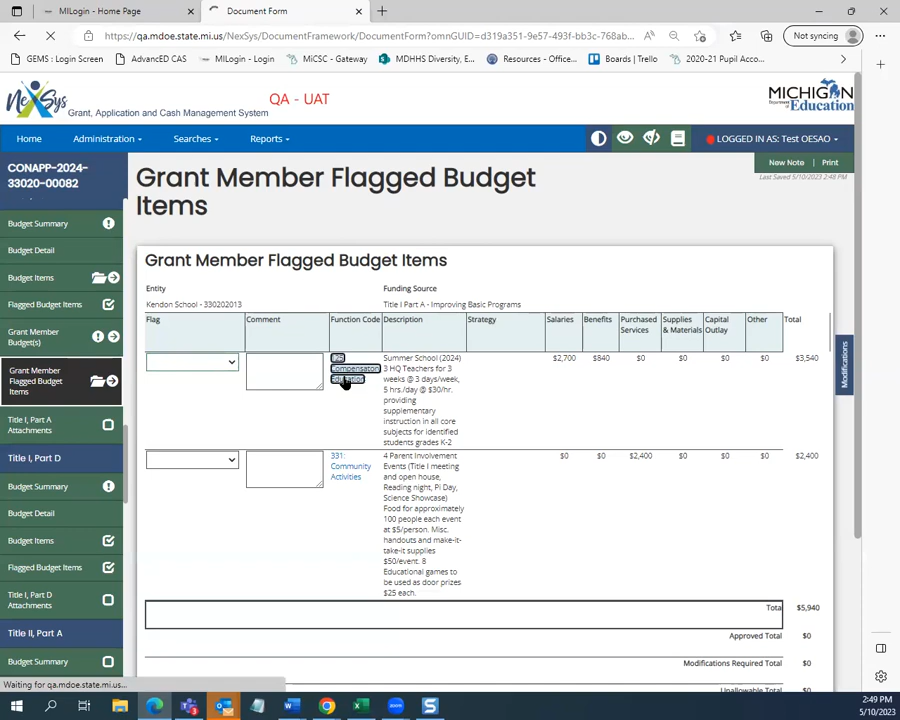 MILogin - Home Page
Document Form
https://qa.mdoe.state.mi.us/NexSys/DocumentFramework/DocumentForm?omnGUID=d319a351-9e57-493f-bb3c-768ab...
Not syncing
GEMS : Login Screen
AdvancED CAS
MILogin - Login
MiCSC - Gateway
MDHHS Diversity, E...
Resources - Office...
Boards | Trello
2020-21 Pupil Acco...
NexSys
Grant, Application and Cash Management System
QA - UAT
MICHIGAN
Department of
Education
Home
Administration
Searches
Reports
LOGGED IN AS: Test OESAO
CONAPP-2024-
33020-00082
New Note
Print
Last Saved 5/10/2023 2:48 PM
Budget Summary
Budget Detail
Budget Items
Flagged Budget Items
Grant Member
Budget(s)
Grant Member
Flagged Budget
Items
Title I, Part A
Attachments
Title I, Part D
Budget Summary
Budget Detail
Budget Items
Flagged Budget Items
Title I, Part D
Attachments
Title II, Part A
Budget Summary
Grant Member Flagged Budget
Items
Grant Member Flagged Budget Items
Entity
Funding Source
Kendon School - 330202013
Title I Part A - Improving Basic Programs
Flag
Comment
Function Code
Description
Strategy
Salaries
Benefits
Purchased
Services
Supplies
& Materials
Capital
Outlay
Other
Total
Compensatory
Education
Summer School (2024)
3 HQ Teachers for 3
weeks @ 3 days/week,
5 hrs./day @ $30/hr.
providing
supplementary
instruction in all core
subjects for identified
students grades K-2
$2,700
$840
$0
$0
$0
$0
$3,540
331:
Community
Activities
4 Parent Involvement
Events (Title I meeting
and open house,
Reading night, Pi Day,
Science Showcase)
Food for approximately
100 people each event
at $5/person. Misc.
handouts and make-it-
take-it supplies
$50/event. 8
Educational games to
be used as door prizes
$25 each.
$0
$0
$2,400
$0
$0
$0
$2,400
Total
$5,940
Approved Total
$0
Modifications Required Total
$0
Unallowable Total
$0
Modifications
Waiting for qa.mdoe.state.mi.us...
2:49 PM
5/10/2023